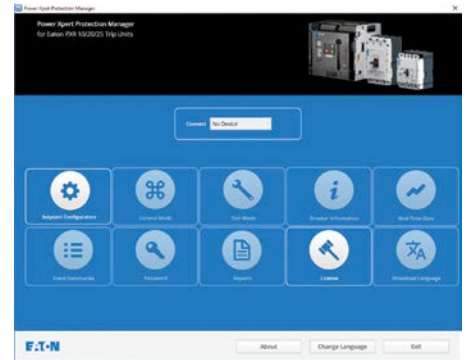 Power Xpert Protection Manager
Power Xpert Protection Manager
for Eaton PXR 10/20/25 Trip Units
Connect No Device
Setpoint Configuration
Control Mode
Test Mode
Breaker Information
Real Time Data
Event Summaries
Password
Reports
License
Download Language
EATON
About
Change Language
Exit